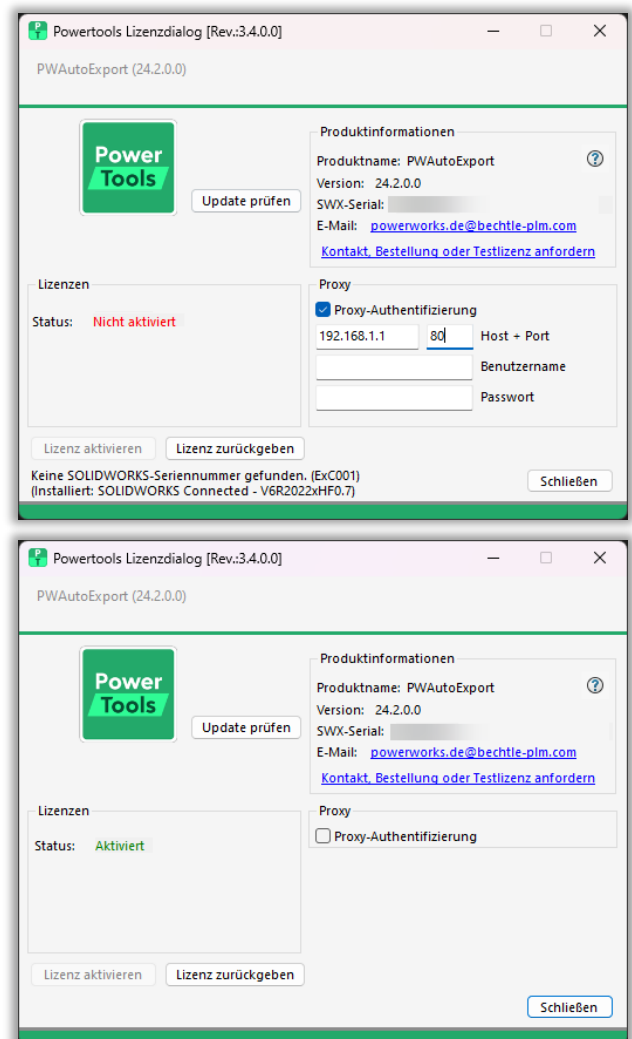 Powertools Lizenzdialog [Rev.:3.4.0.0]
PWAutoExport (24.2.0.0)
Power
Tools
Update prüfen
Produktinformationen
Produktname: PWAutoExport
Version: 24.2.0.0
SWX-Serial:
E-Mail: powerworks.de@bechtle-plm.com
Kontakt, Bestellung oder Testlizenz anfordern
Lizenzen
Status: Nicht aktiviert
Proxy
Proxy-Authentifizierung
192.168.1.1 80 Host + Port
Benutzername
Passwort
Lizenz aktivieren Lizenz zurückgeben
Keine SOLIDWORKS-Seriennummer gefunden. (ExC001)
(Installiert: SOLIDWORKS Connected - V6R2022xHF0.7)
Schließen
Powertools Lizenzdialog [Rev.:3.4.0.0]
PWAutoExport (24.2.0.0)
Power
Tools
Update prüfen
Produktinformationen
Produktname: PWAutoExport
Version: 24.2.0.0
SWX-Serial:
E-Mail: powerworks.de@bechtle-plm.com
Kontakt, Bestellung oder Testlizenz anfordern
Lizenzen
Status: Aktiviert
Proxy
Proxy-Authentifizierung
Lizenz aktivieren Lizenz zurückgeben
Schließen